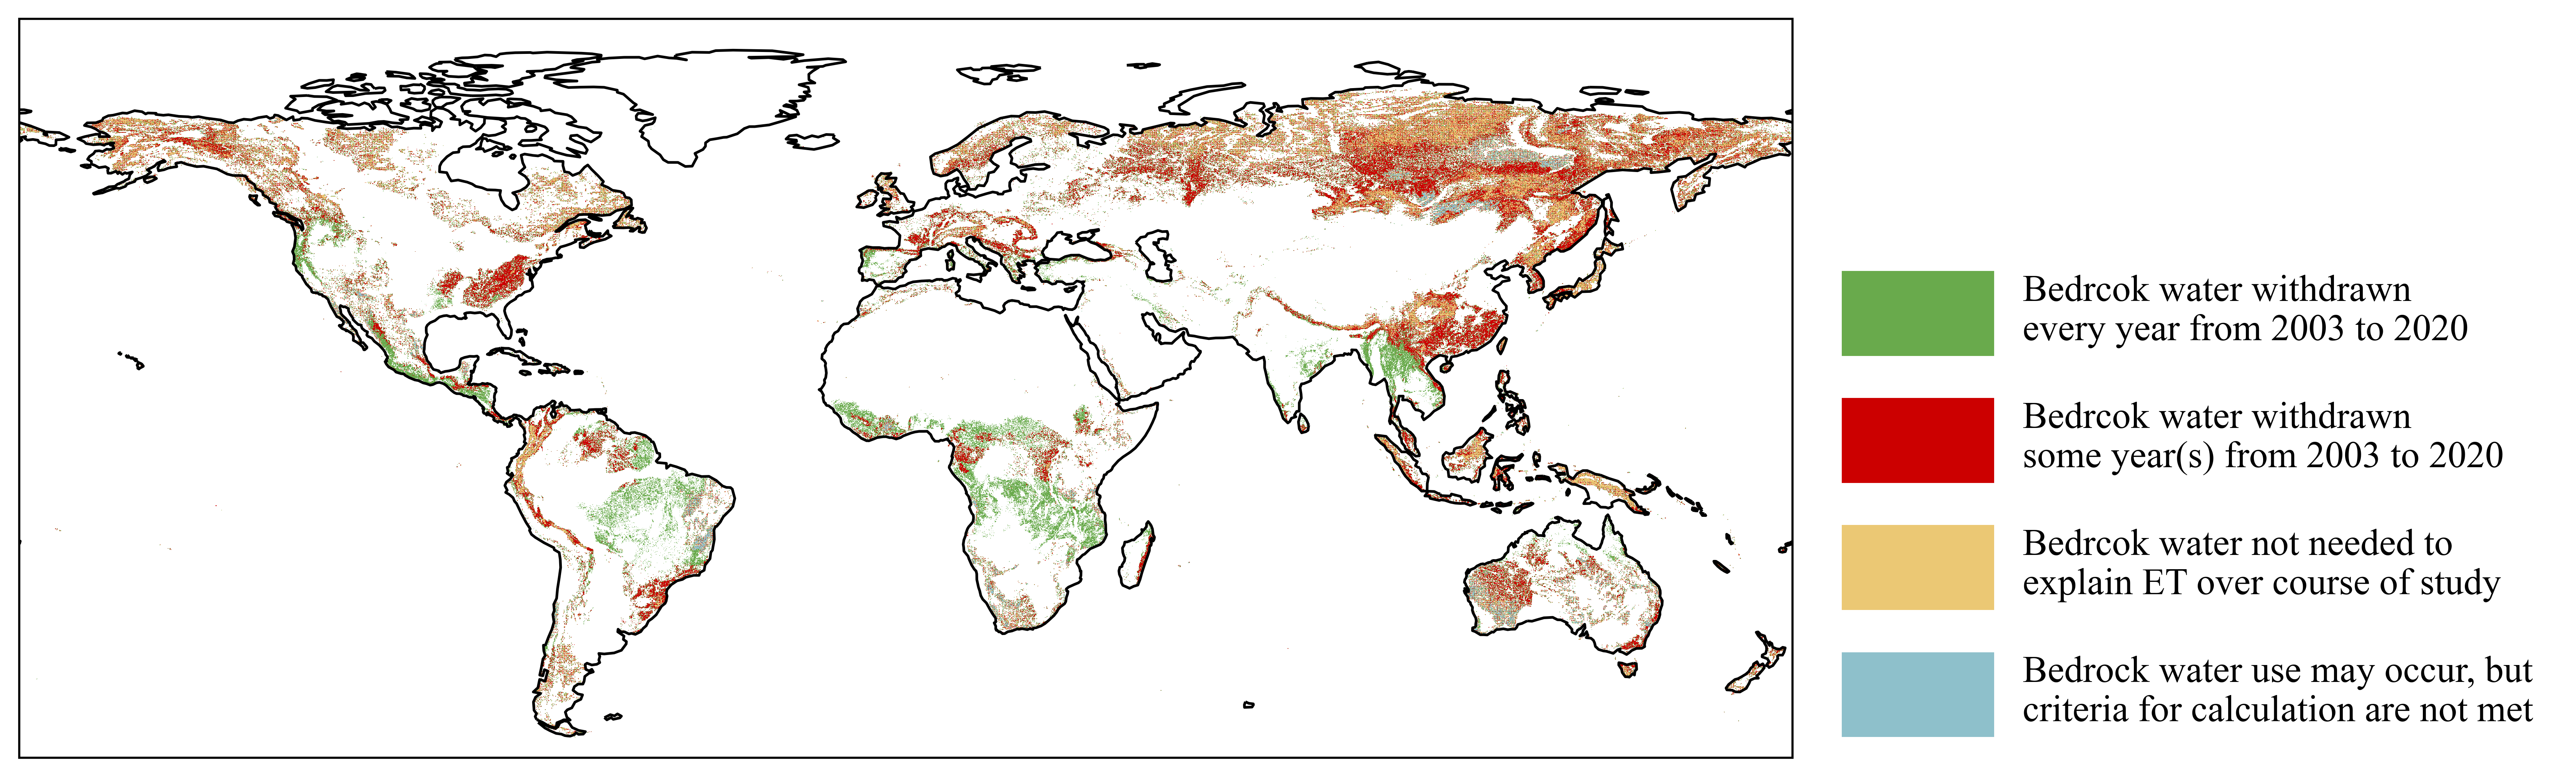 Bedrcok water withdrawn
every year from 2003 to 2020
Bedrcok water withdrawn
some year(s) from 2003 to 2020
Bedrcok water not needed to
explain ET over course of study
Bedrock water use may occur, but
criteria for calculation are not met